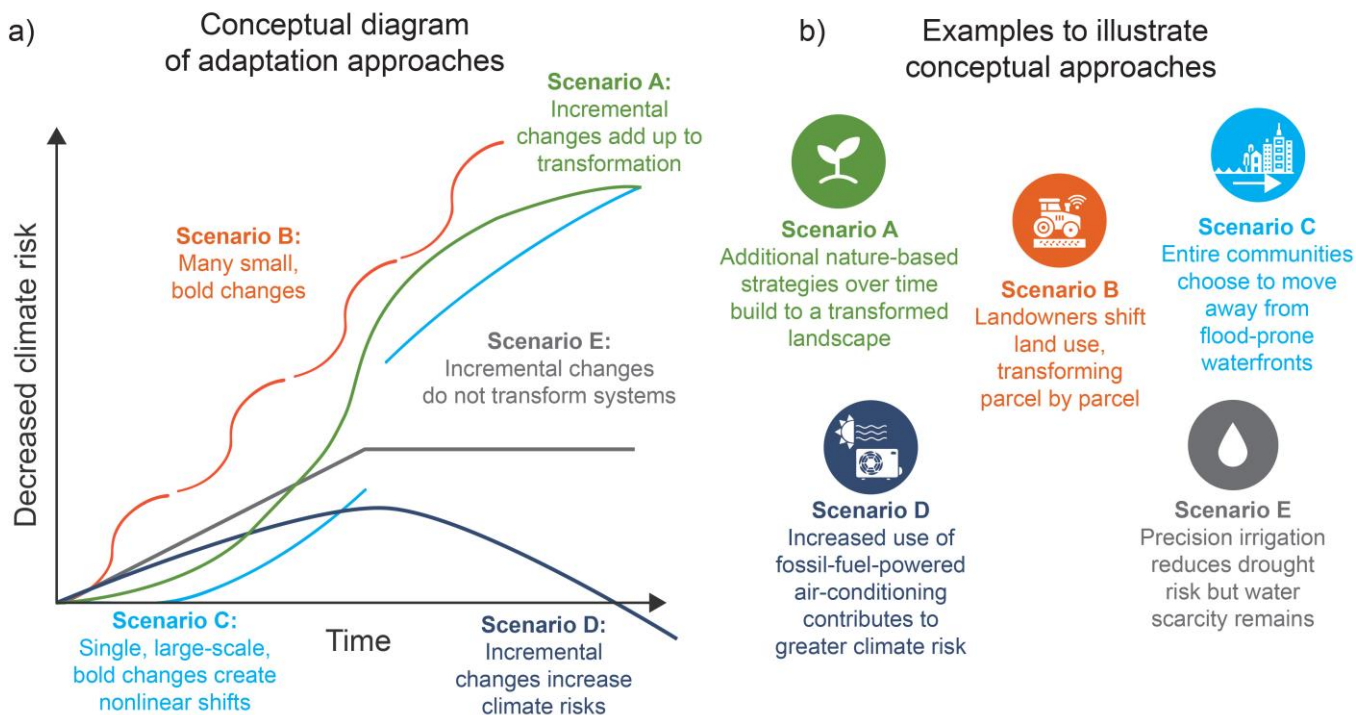 a)
Conceptual diagram
of adaptation approaches
Decreased climate risk
Time
Scenario A:
Incremental
changes add up to
transformation
Scenario B:
Many small,
bold changes
Scenario E:
Incremental changes
do not transform systems
Scenario C:
Single, large-scale,
bold changes create
nonlinear shifts
Scenario D:
Incremental
changes increase
climate risks
b)
Examples to illustrate
conceptual approaches
Scenario A
Additional nature-based
strategies over time
build to a transformed
landscape
Scenario B
Landowners shift
land use,
transforming
parcel by parcel
Scenario C
Entire communities
choose to move
away from
flood-prone
waterfronts
Scenario D
Increased use of
fossil-fuel-powered
air-conditioning
contributes to
greater climate risk
Scenario E
Precision irrigation
reduces drought
risk but water
scarcity remains